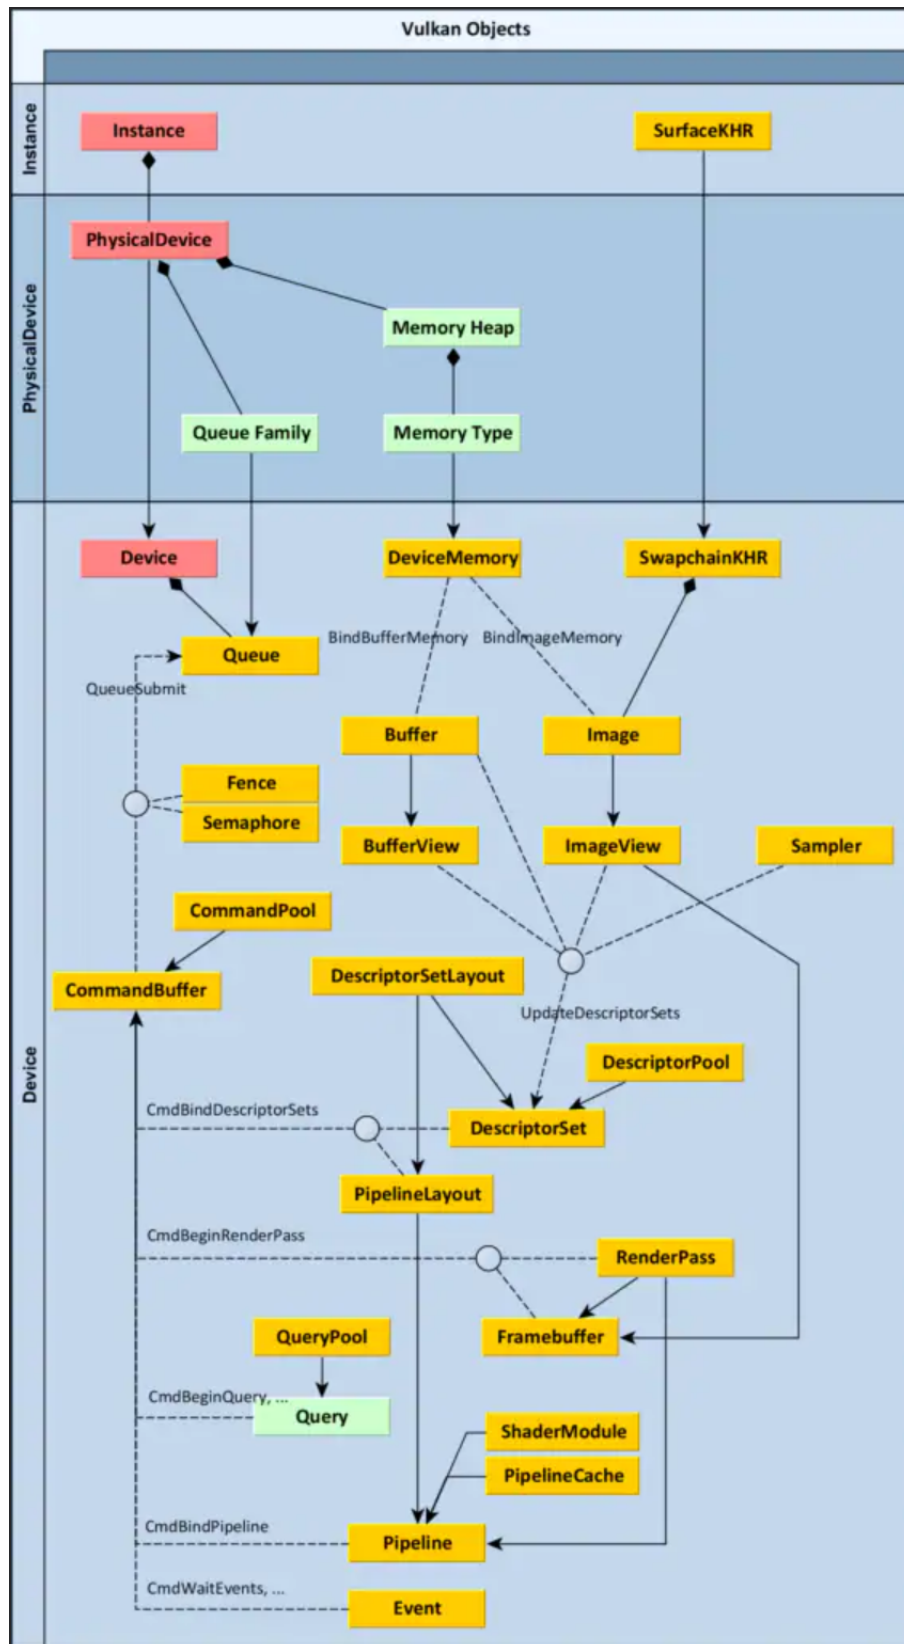 Vulkan Objects
Instance
Instance
SurfaceKHR
PhysicalDevice
PhysicalDevice
Memory Heap
Queue Family
Memory Type
Device
Device
DeviceMemory
SwapchainKHR
BindBufferMemory
BindImageMemory
Queue
QueueSubmit
Buffer
Image
Fence
Semaphore
BufferView
ImageView
Sampler
CommandPool
CommandBuffer
DescriptorSetLayout
UpdateDescriptorSets
DescriptorPool
CmdBindDescriptorSets
DescriptorSet
PipelineLayout
CmdBeginRenderPass
RenderPass
QueryPool
Framebuffer
CmdBeginQuery, ...
Query
ShaderModule
PipelineCache
CmdBindPipeline
Pipeline
CmdWaitEvents, ...
Event